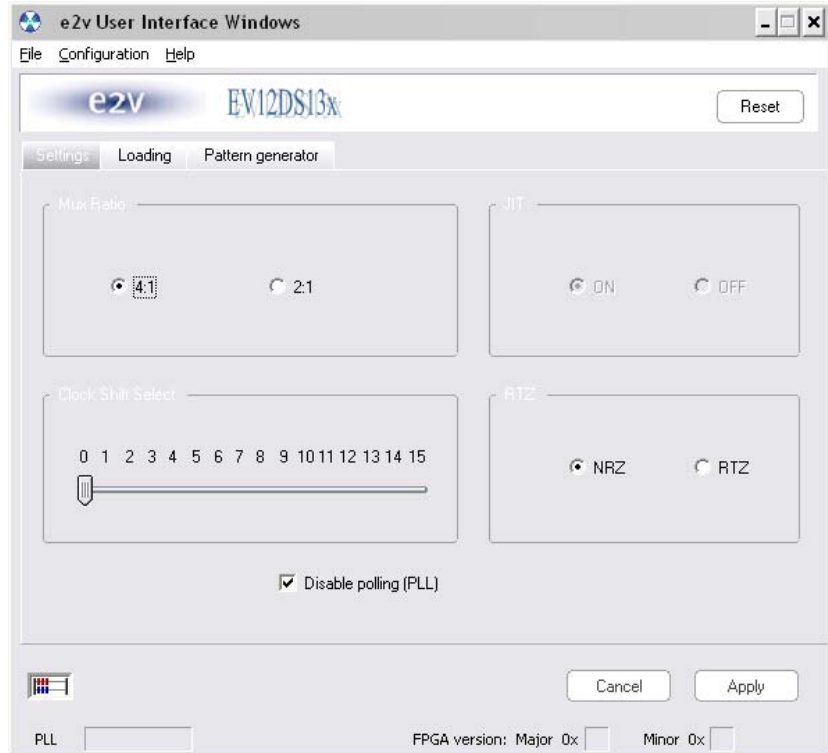 e2v User Interface Windows
File Configuration Help
e2v EV12DS13x Reset
Settings Loading Pattern generator
Mux Ratio
4:1 2:1
JIT
ON OFF
Clock Shift Select
0 1 2 3 4 5 6 7 8 9 10 11 12 13 14 15
RTZ
NRZ RTZ
Disable polling (PLL)
Cancel Apply
PLL FPGA version: Major 0x Minor 0x